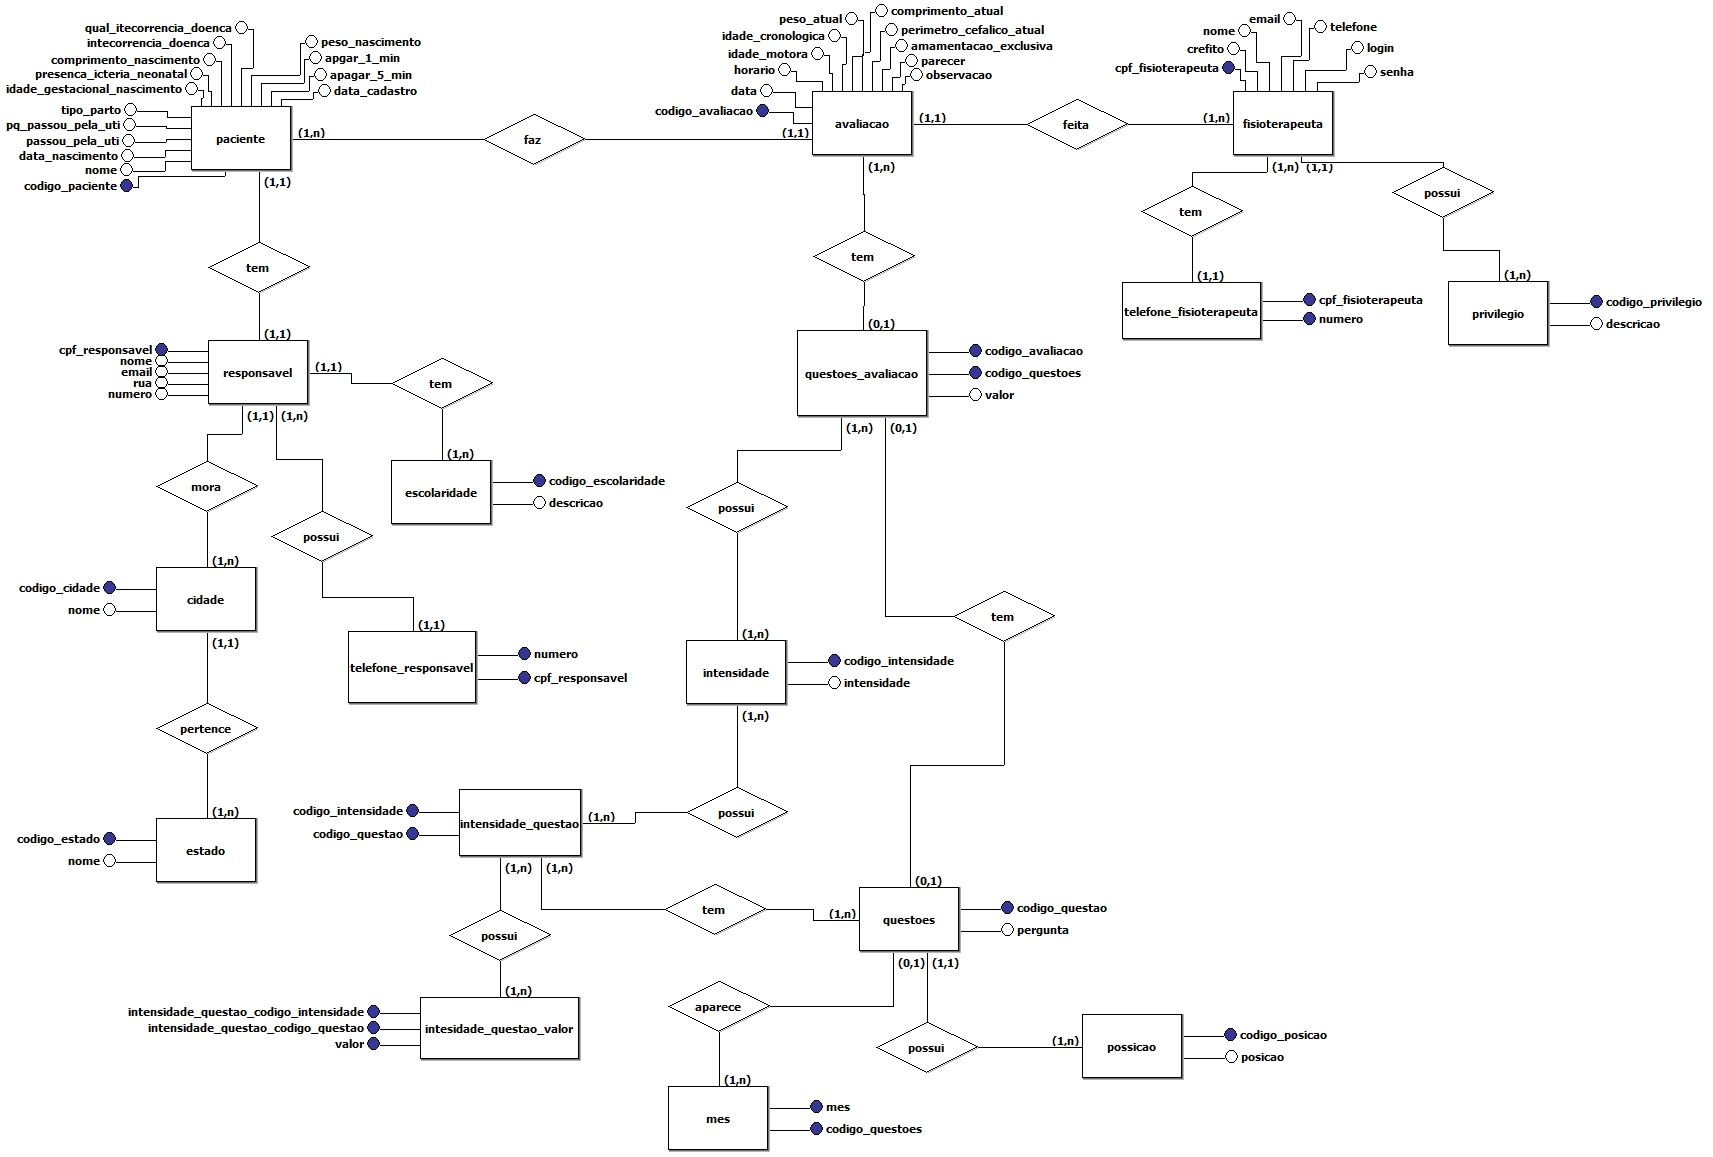 qual_itecorrencia_doenca
intecorrencia_doenca
comprimento_nascimento
presenca_icteria_neonatal
idade_gestacional_nascimento
tipo_parto
pq_passou_pela_uti
passou_pela_uti
data_nascimento
nome
codigo_paciente
peso_nascimento
apgar_1_min
apagar_5_min
data_cadastro
paciente
(1,n)
(1,1)
faz
(1,1)
peso_atual
idade_cronologica
idade_motora
horario
data
codigo_avaliacao
comprimento_atual
perimetro_cefalico_atual
amamentacao_exclusiva
parecer
observacao
avaliacao
(1,1)
(1,n)
feita
(1,n)
email
nome
crefito
cpf_fisioterapeuta
telefone
login
senha
fisioterapeuta
(1,n)
(1,1)
tem
(1,1)
telefone_fisioterapeuta
cpf_fisioterapeuta
numero
possui
(1,n)
privilegio
codigo_privilegio
descricao
tem
(1,1)
cpf_responsavel
nome
email
rua
numero
responsavel
(1,1)
(1,1)
(1,n)
tem
(1,n)
escolaridade
codigo_escolaridade
descricao
mora
(1,n)
codigo_cidade
nome
cidade
(1,1)
possui
(1,1)
telefone_responsavel
numero
cpf_responsavel
pertence
(1,n)
codigo_estado
nome
estado
tem
(0,1)
questoes_avaliacao
codigo_avaliacao
codigo_questoes
valor
(1,n)
(0,1)
possui
(1,n)
intensidade
codigo_intensidade
intensidade
(1,n)
tem
possui
(1,n)
codigo_intensidade
codigo_questao
intensidade_questao
(1,n)
(1,n)
tem
(1,n)
(0,1)
questoes
codigo_questao
pergunta
(0,1)
(1,1)
possui
(1,n)
intensidade_questao_codigo_intensidade
intensidade_questao_codigo_questao
valor
intesidade_questao_valor
aparece
(1,n)
mes
mes
codigo_questoes
possui
(1,n)
possicao
codigo_posicao
posicao